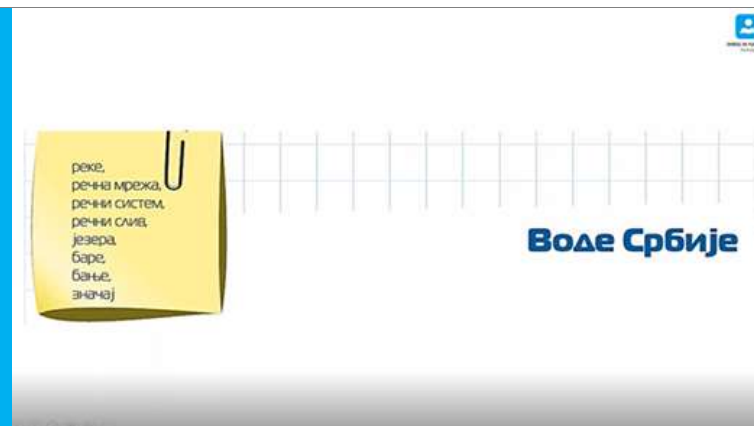 реке,
речна мрежа,
речни систем,
речни слив,
језера,
баре,
бање,
значај
Воде Србије